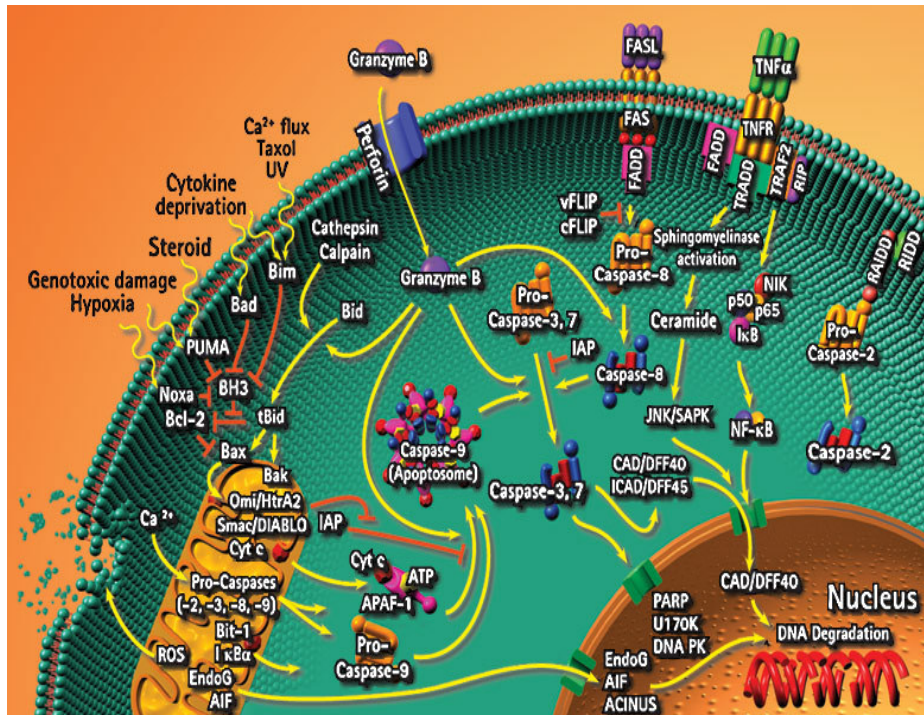 Granzyme B
FASL
TNFα
Perforin
FAS
TNFR
FADD
FADD
TRADD
TRAF2
RIP
Ca²⁺ flux
Taxol
UV
Cytokine
deprivation
Steroid
Genotoxic damage
Hypoxia
Cathepsin
Calpain
Bim
Bad
Bid
PUMA
Noxa
BH3
Bcl-2
tBid
Bax
Bak
Granzyme B
vFLIP
cFLIP
Pro-
Caspase-8
Pro-
Caspase-3, 7
IAP
Caspase-8
Sphingomyelinase
activation
Ceramide
JNK/SAPK
NIK
p50
p65
IκB
NF-κB
RAIDD
RIDD
Pro-
Caspase-2
Caspase-2
Caspase-9
(Apoptosome)
Caspase-3, 7
CAD/DFF40
ICAD/DFF45
Omi/HtrA2
Smac/DIABLO
IAP
Cyt c
Ca 2+
Pro-Caspases
(-2, -3, -8, -9)
Bit-1
I κBα
ROS
EndoG
AIF
Cyt c
ATP
APAF-1
Pro-
Caspase-9
PARP
U170K
DNA PK
EndoG
AIF
ACINUS
CAD/DFF40
Nucleus
DNA Degradation